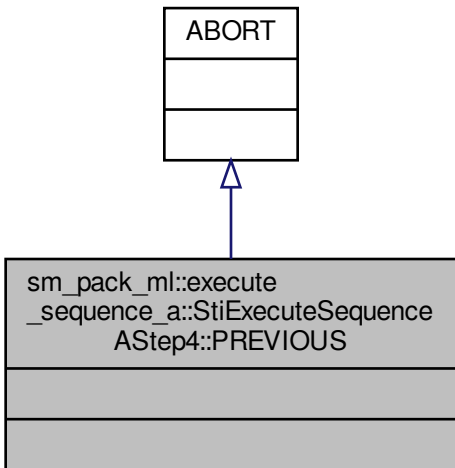 ABORT
sm_pack_ml::execute
_sequence_a::StiExecuteSequence
AStep4::PREVIOUS